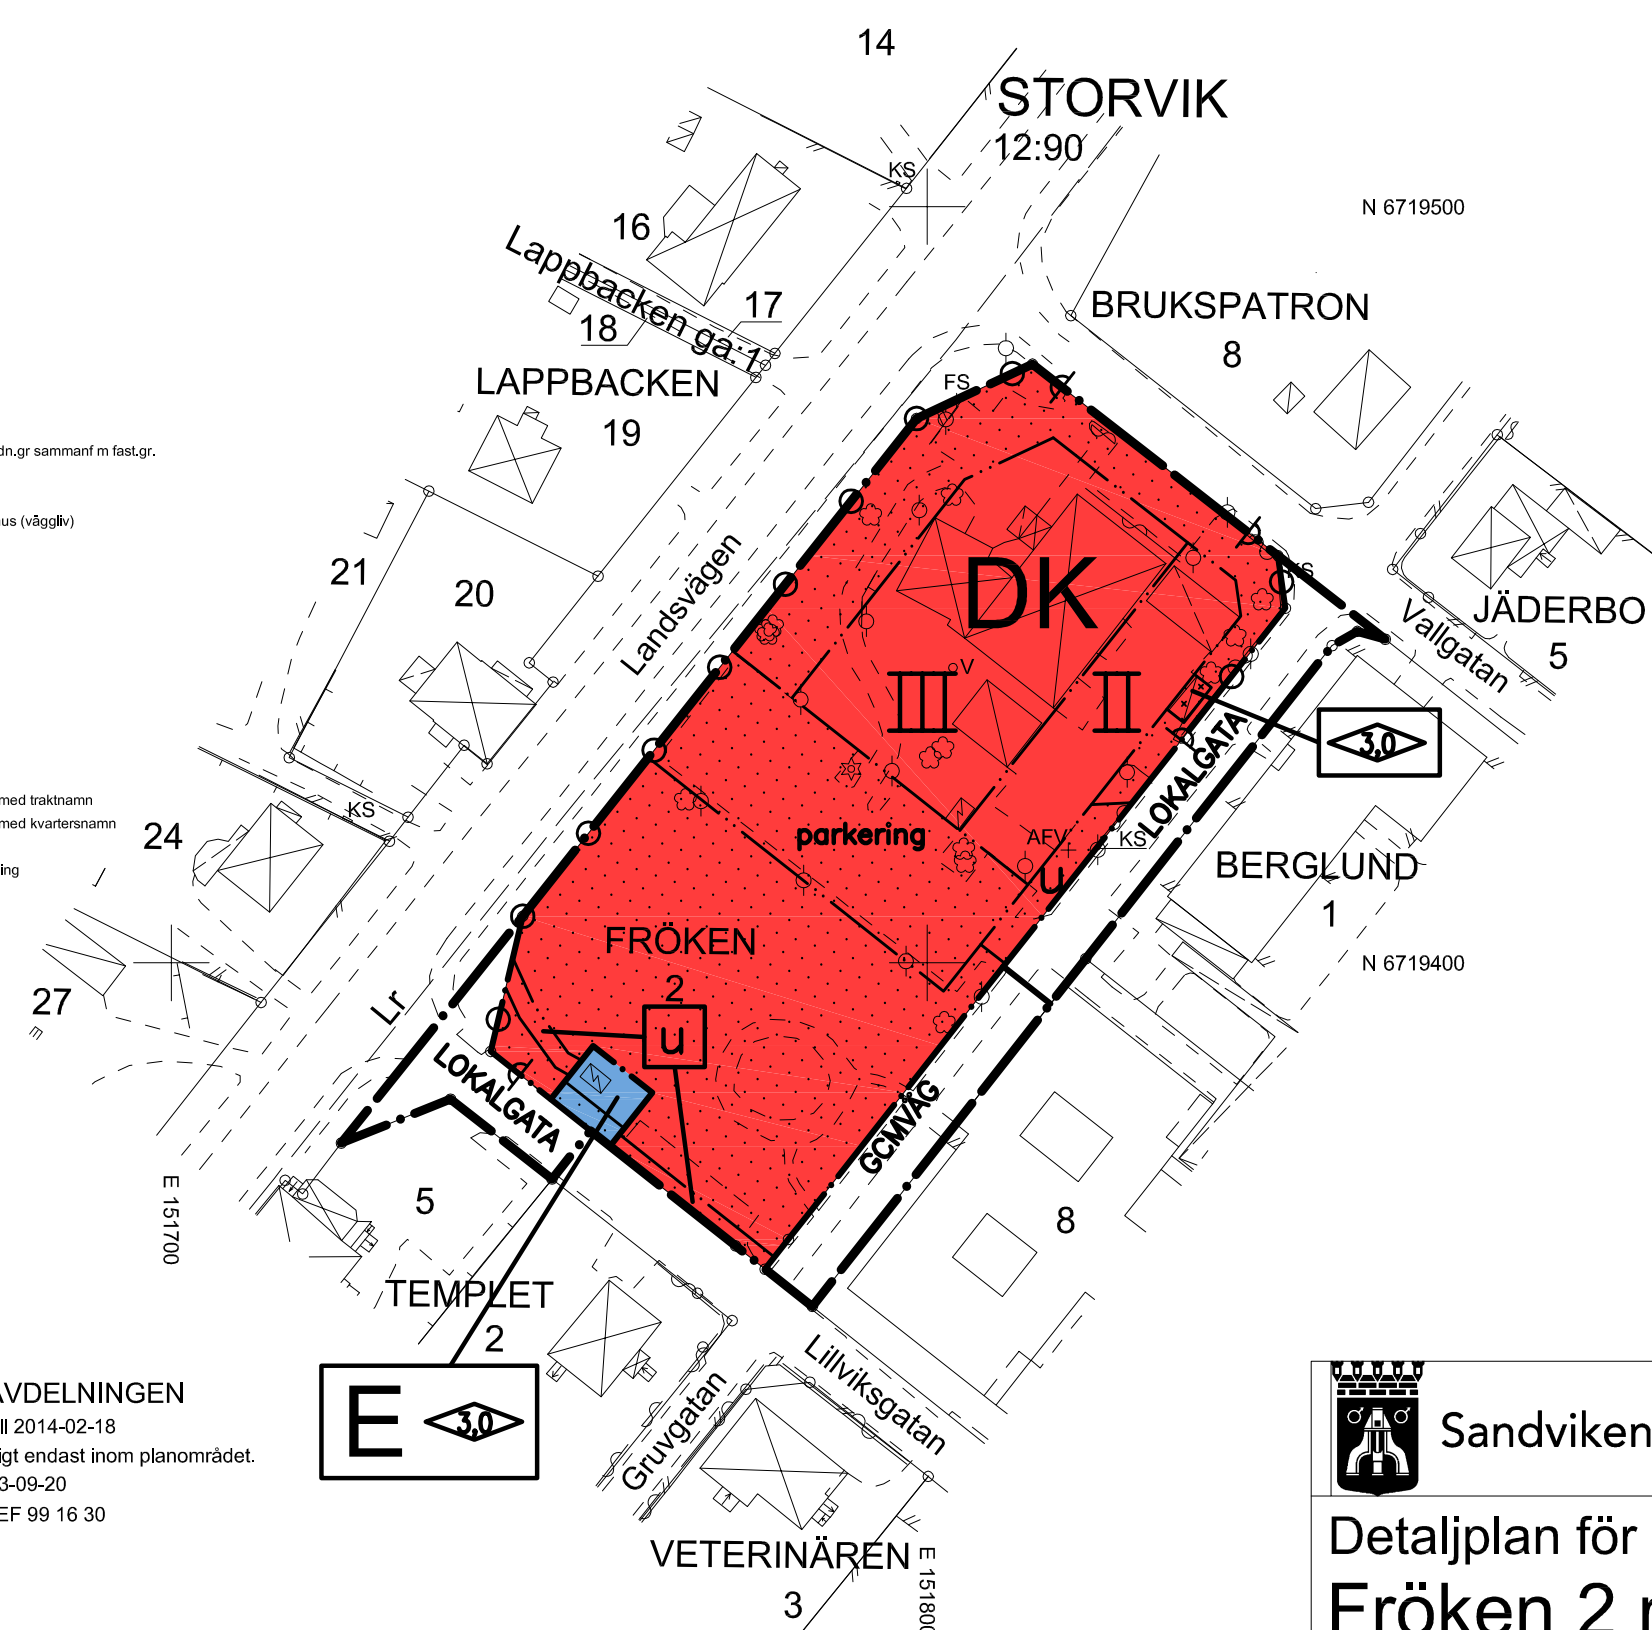 14
STORVIK
12:90
KS
N 6719500
16
Lappbacken ga:1
17
18
BRUKSPATRON
8
LAPPBACKEN
19
FS
dn.gr sammanf m fast.gr.
us (väggliv)
21
20
Landsvägen
DK
KS
Vallgatan
JÄDERBO
5
V
III
II
3,0
LOKALGATA
med traktnamn
med kvartersnamn
ing
24
KS
parkering
AFV
KS
u
BERGLUND
1
FRÖKEN
2
N 6719400
27
Lr
u
LOKALGATA
GCMVÄG
E 151700
5
8
TEMPLET
2
E 3,0
Gruvgatan
Lillviksgatan
AVDELNINGEN
ll 2014-02-18
igt endast inom planområdet.
3-09-20
EF 99 16 30
VETERINÄREN
3
E 151800
Sandviken
Detaljplan för
Fröken 2